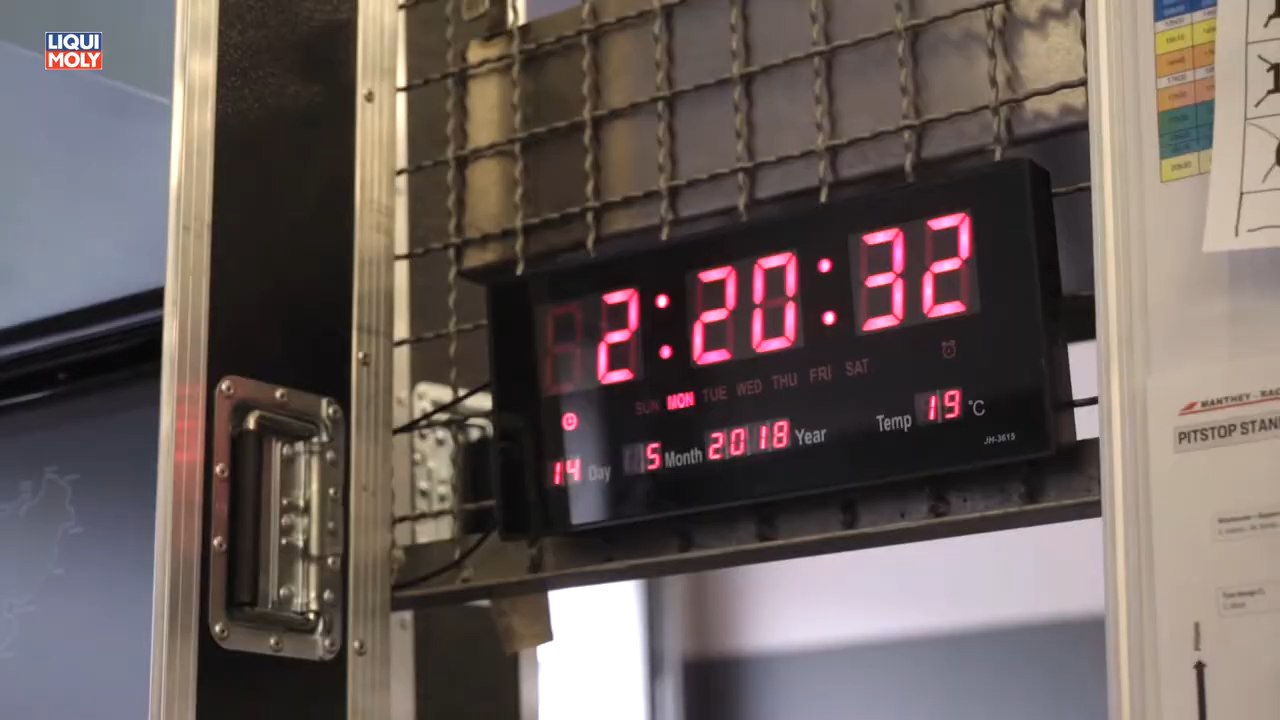 LIQUI
MOLY
2:20:32
SUN MON TUE WED THU FRI SAT
14 Day 5 Month 2018 Year Temp 19 °C
JH-3615
MANTHEY-RAC
PITSTOP STAN